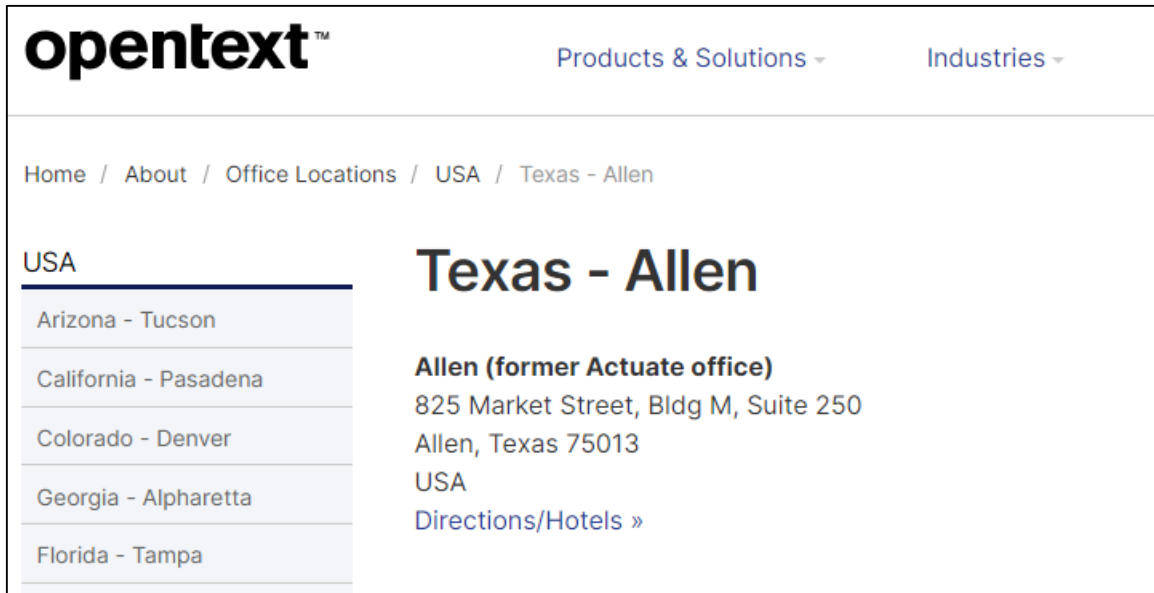 opentext™
Products & Solutions
Industries
Home / About / Office Locations / USA / Texas - Allen
USA
Arizona - Tucson
California - Pasadena
Colorado - Denver
Georgia - Alpharetta
Florida - Tampa
Texas - Allen
Allen (former Actuate office)
825 Market Street, Bldg M, Suite 250
Allen, Texas 75013
USA
Directions/Hotels »